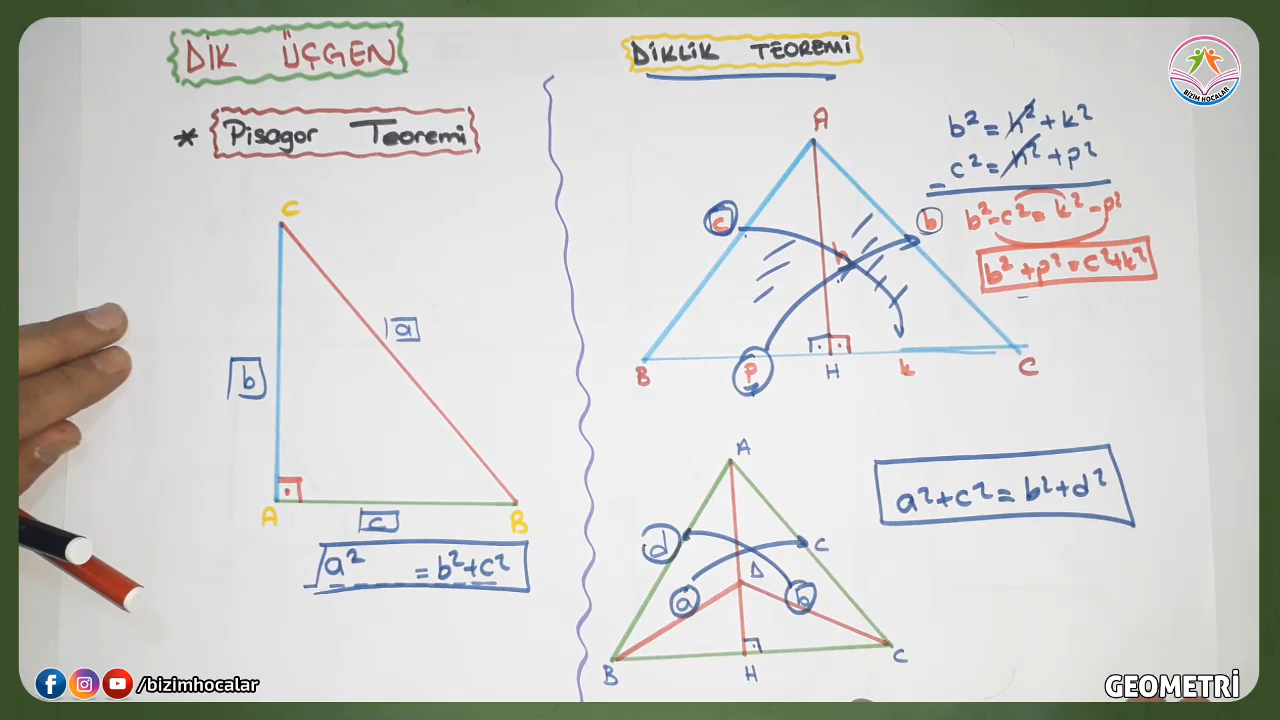 DİK ÜÇGEN
* Pisagor Teoremi
C
b
a
A
c
B
a² = b²+c²
DİKLİK TEOREMİ
A
b² = h² + k²
c² = h² + p²
b² - c² = k² - p²
b² + p² = c² + k²
c
b
h
B
p
H
k
C
A
d
c
D
a
b
B
H
C
a² + c² = b² + d²
BİZİM HOCALAR
/bizimhocalar
GEOMETRİ